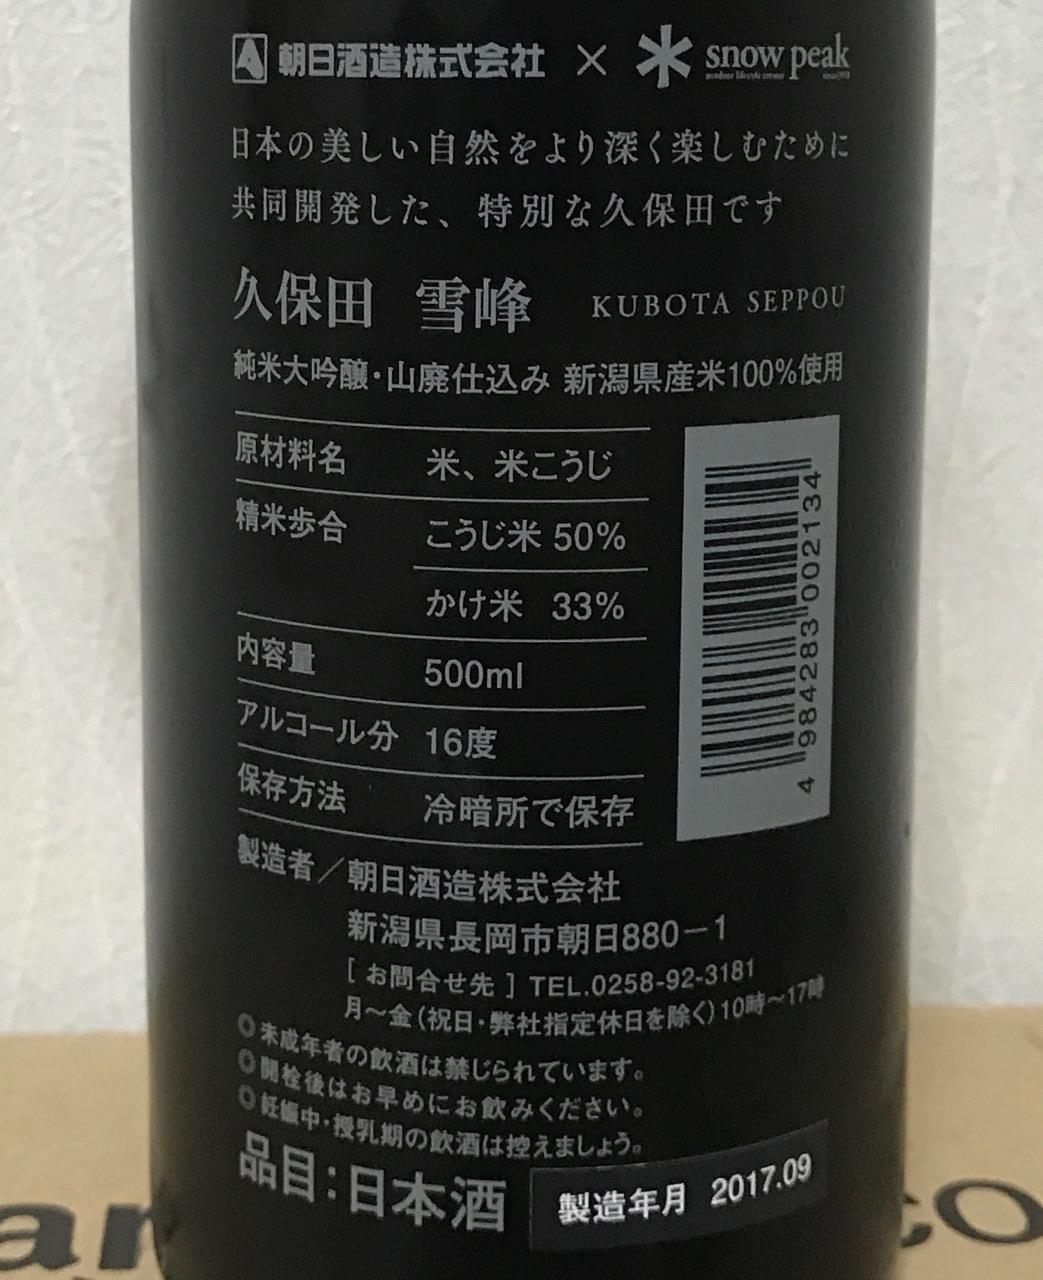 朝日酒造株式会社 × snow peak
日本の美しい自然をより深く楽しむために
共同開発した、特別な久保田です
久保田 雪峰 KUBOTA SEPPOU
純米大吟醸・山廃仕込み 新潟県産米100%使用
原材料名 米、米こうじ
精米歩合 こうじ米 50%
かけ米 33%
内容量 500ml
アルコール分 16度
保存方法 冷暗所で保存
4 984283 002134
製造者／朝日酒造株式会社
新潟県長岡市朝日880−1
[ お問合せ先 ] TEL.0258-92-3181
月〜金（祝日・弊社指定休日を除く）10時〜17時
◎未成年者の飲酒は禁じられています。
◎開栓後はお早めにお飲みください。
◎妊娠中・授乳期の飲酒は控えましょう。
品目：日本酒 製造年月 2017.09